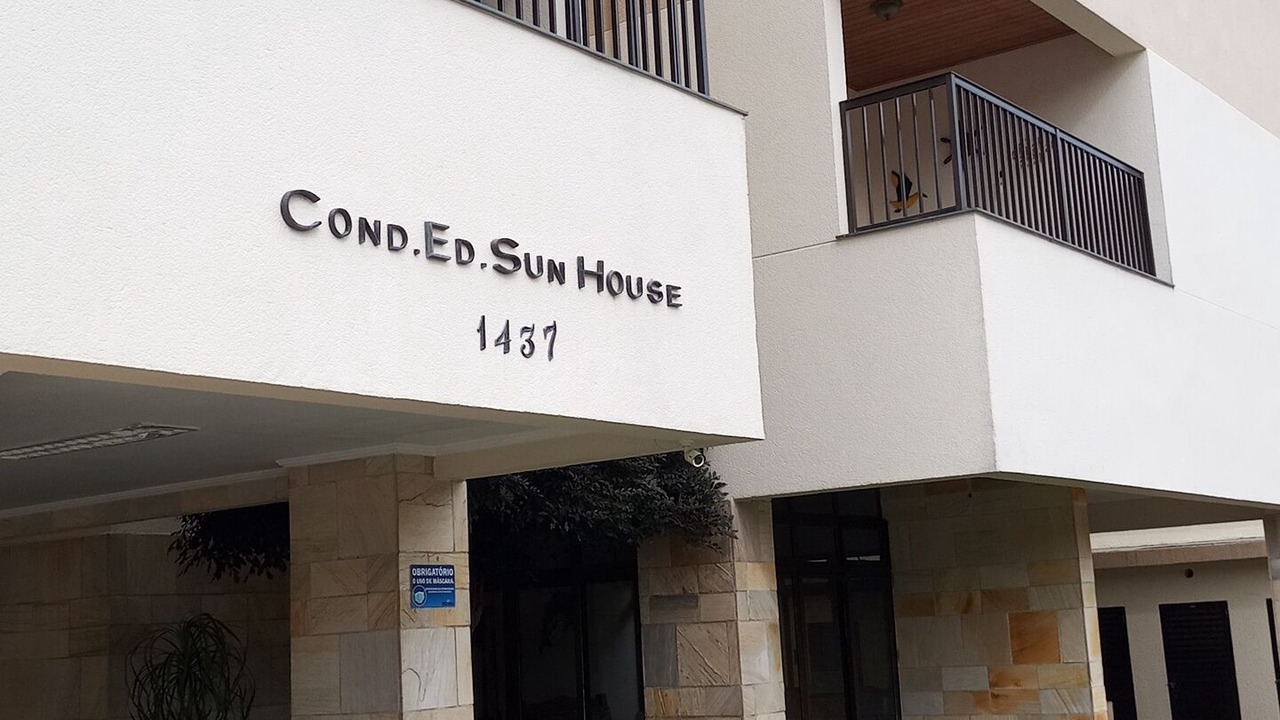 Cond. Ed. Sun House
1437
OBRIGATÓRIO
O USO DE MÁSCARA.